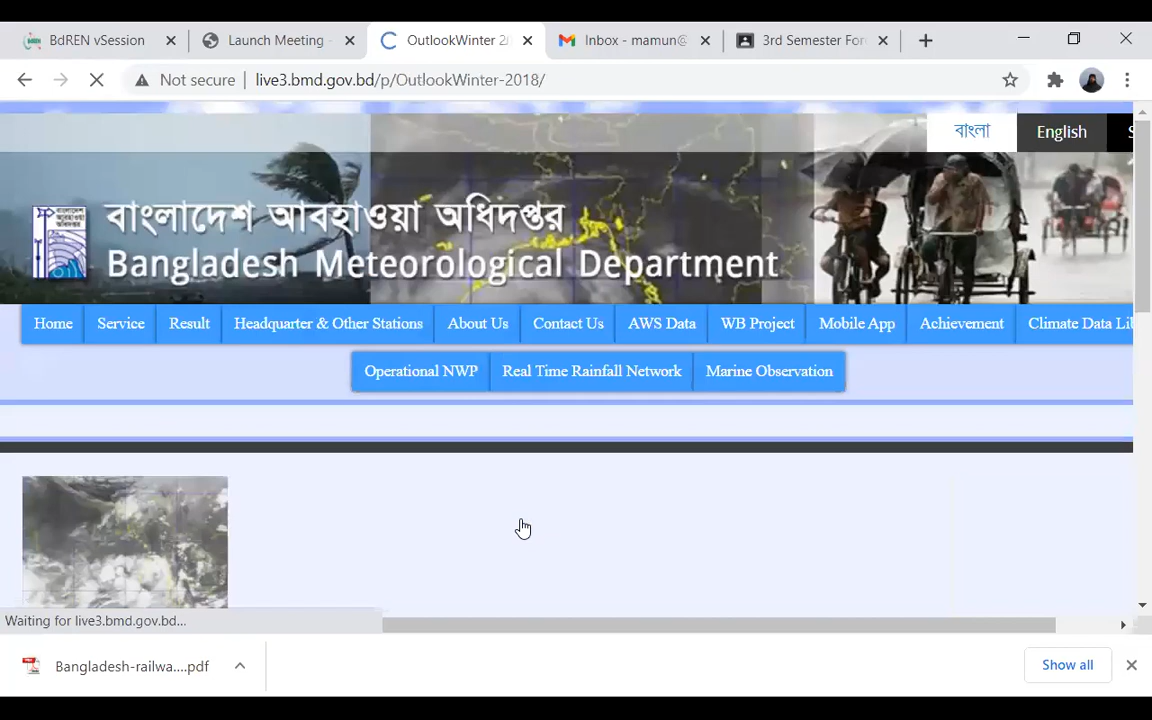 BdREN vSession
Launch Meeting -
OutlookWinter 2
Inbox - mamun@
3rd Semester For
Not secure
live3.bmd.gov.bd/p/OutlookWinter-2018/
বাংলা
English
S
বাংলাদেশ আবহাওয়া অধিদপ্তর
Bangladesh Meteorological Department
Home Service Result Headquarter & Other Stations About Us Contact Us AWS Data WB Project Mobile App Achievement Climate Data Lib
Operational NWP Real Time Rainfall Network Marine Observation
Waiting for live3.bmd.gov.bd...
Bangladesh-railwa....pdf
Show all